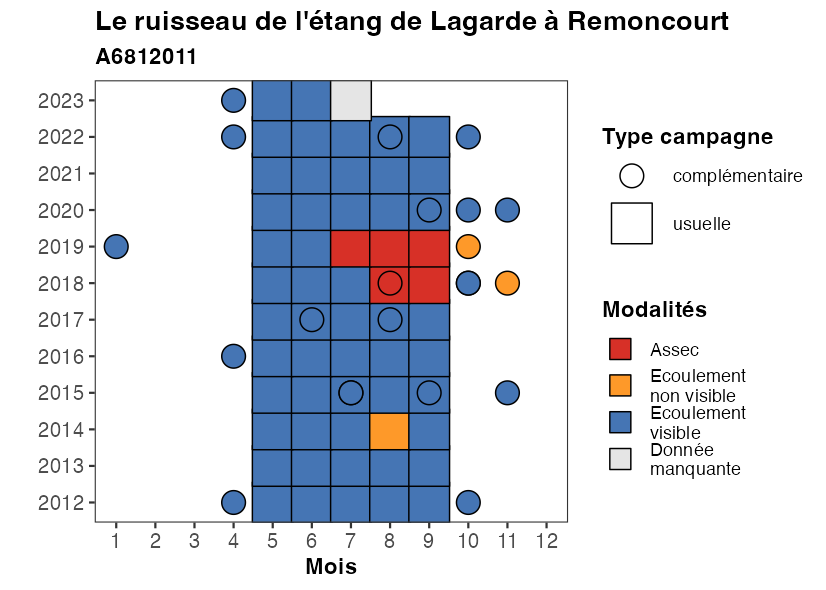 Le ruisseau de l'étang de Lagarde à Remoncourt
A6812011
2023
2022
2021
2020
2019
2018
2017
2016
2015
2014
2013
2012
1 2 3 4 5 6 7 8 9 10 11 12
Mois
Type campagne
complémentaire
usuelle
Modalités
Assec
Ecoulement
non visible
Ecoulement
visible
Donnée
manquante